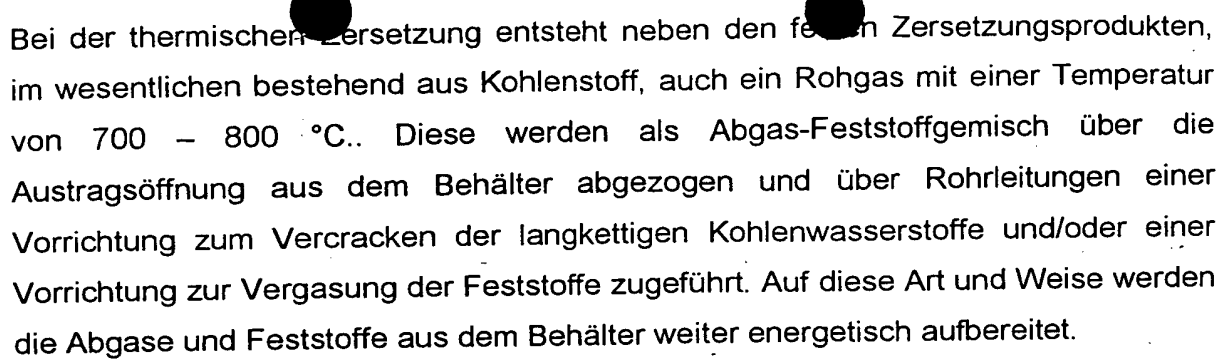 Bei der thermischen Zersetzung entsteht neben den festen Zersetzungsprodukten,
im wesentlichen bestehend aus Kohlenstoff, auch ein Rohgas mit einer Temperatur
von 700 – 800 °C.. Diese werden als Abgas-Feststoffgemisch über die
Austragsöffnung aus dem Behälter abgezogen und über Rohrleitungen einer
Vorrichtung zum Vercracken der langkettigen Kohlenwasserstoffe und/oder einer
Vorrichtung zur Vergasung der Feststoffe zugeführt. Auf diese Art und Weise werden
die Abgase und Feststoffe aus dem Behälter weiter energetisch aufbereitet.